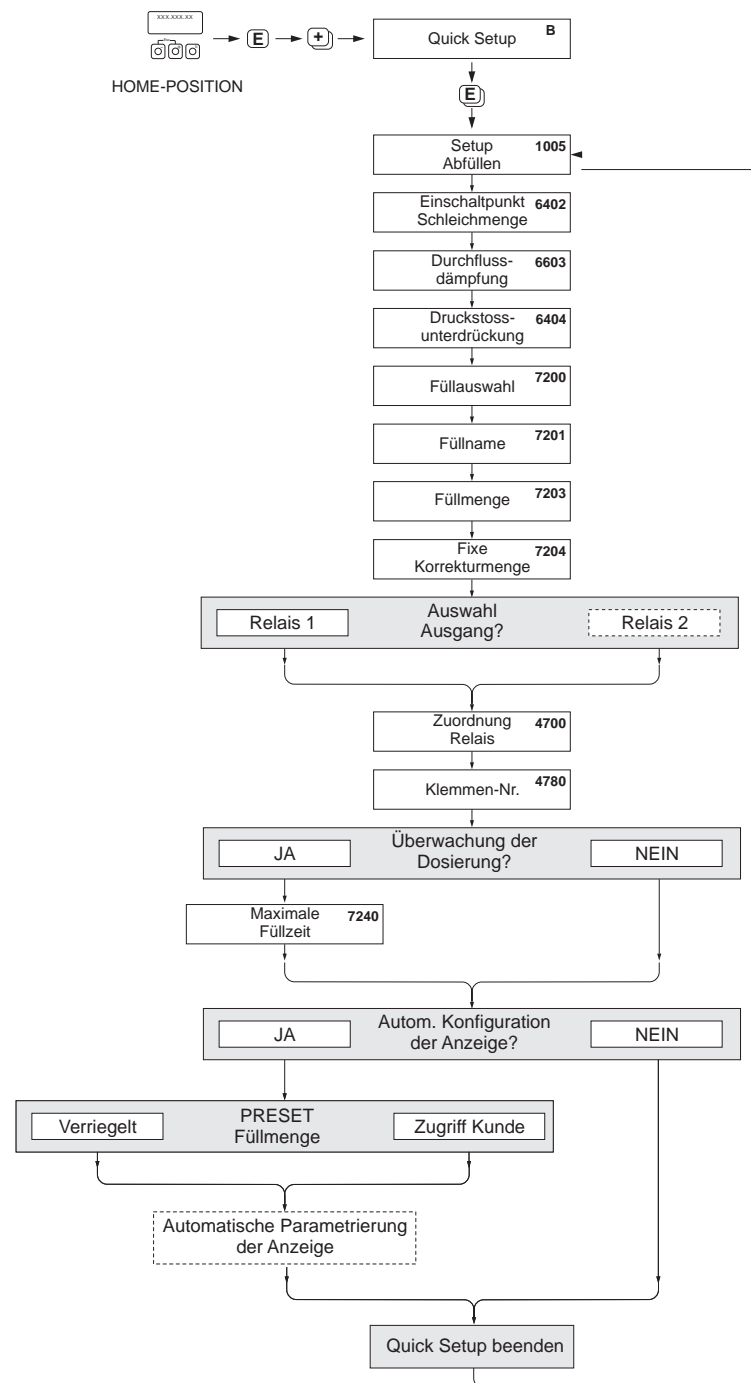 xxx.xxx.xx
Esc
E
+
Quick Setup
B
HOME-POSITION
E
Setup
Abfüllen
1005
Einschaltpunkt
Schleichmenge
6402
Durchfluss-
dämpfung
6603
Druckstoss-
unterdrückung
6404
Füllauswahl
7200
Füllname
7201
Füllmenge
7203
Fixe
Korrekturmenge
7204
Relais 1
Auswahl
Ausgang?
Relais 2
Zuordnung
Relais
4700
Klemmen-Nr.
4780
JA
Überwachung der
Dosierung?
NEIN
Maximale
Füllzeit
7240
JA
Autom. Konfiguration
der Anzeige?
NEIN
Verriegelt
PRESET
Füllmenge
Zugriff Kunde
Automatische Parametrierung
der Anzeige
Quick Setup beenden